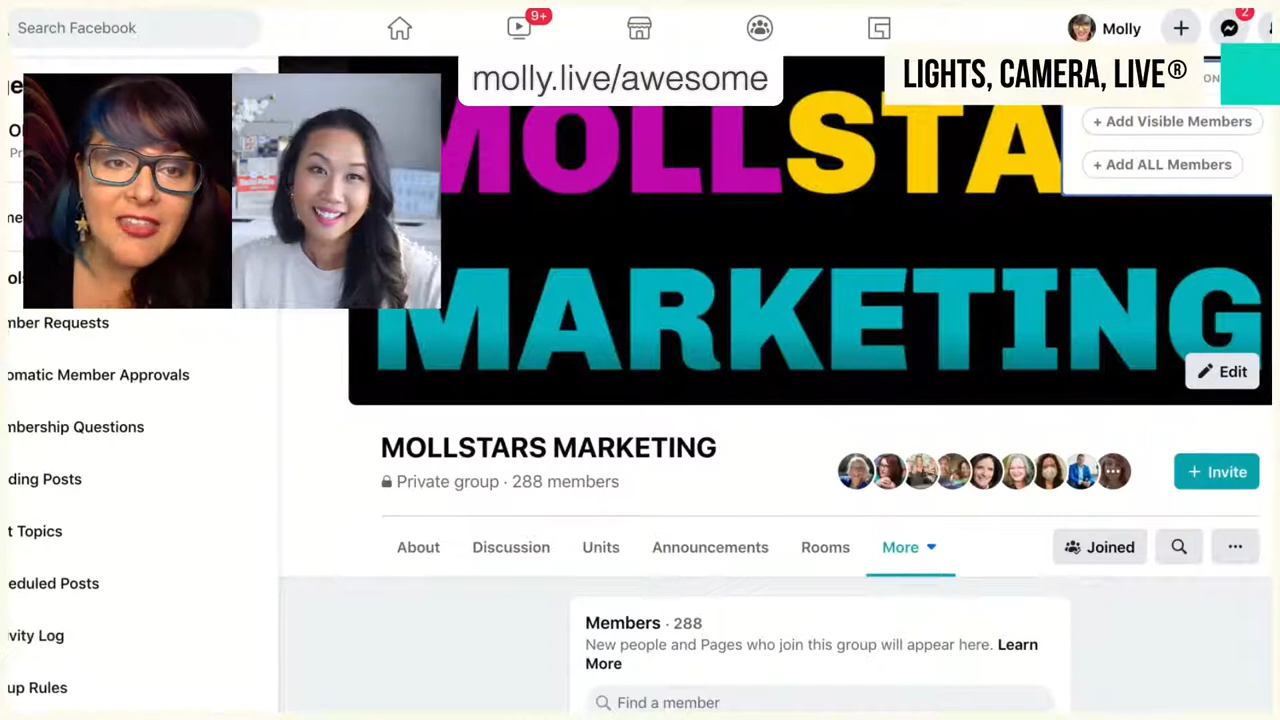 Search Facebook
9+
Molly
2
molly.live/awesome
LIGHTS, CAMERA, LIVE®
ON
+ Add Visible Members
+ Add ALL Members
MOLLSTA
MARKETING
Edit
mber Requests
omatic Member Approvals
mbership Questions
ding Posts
t Topics
eduled Posts
vity Log
up Rules
MOLLSTARS MARKETING
Private group · 288 members
+ Invite
About
Discussion
Units
Announcements
Rooms
More
Joined
Members · 288
New people and Pages who join this group will appear here. Learn
More
Find a member